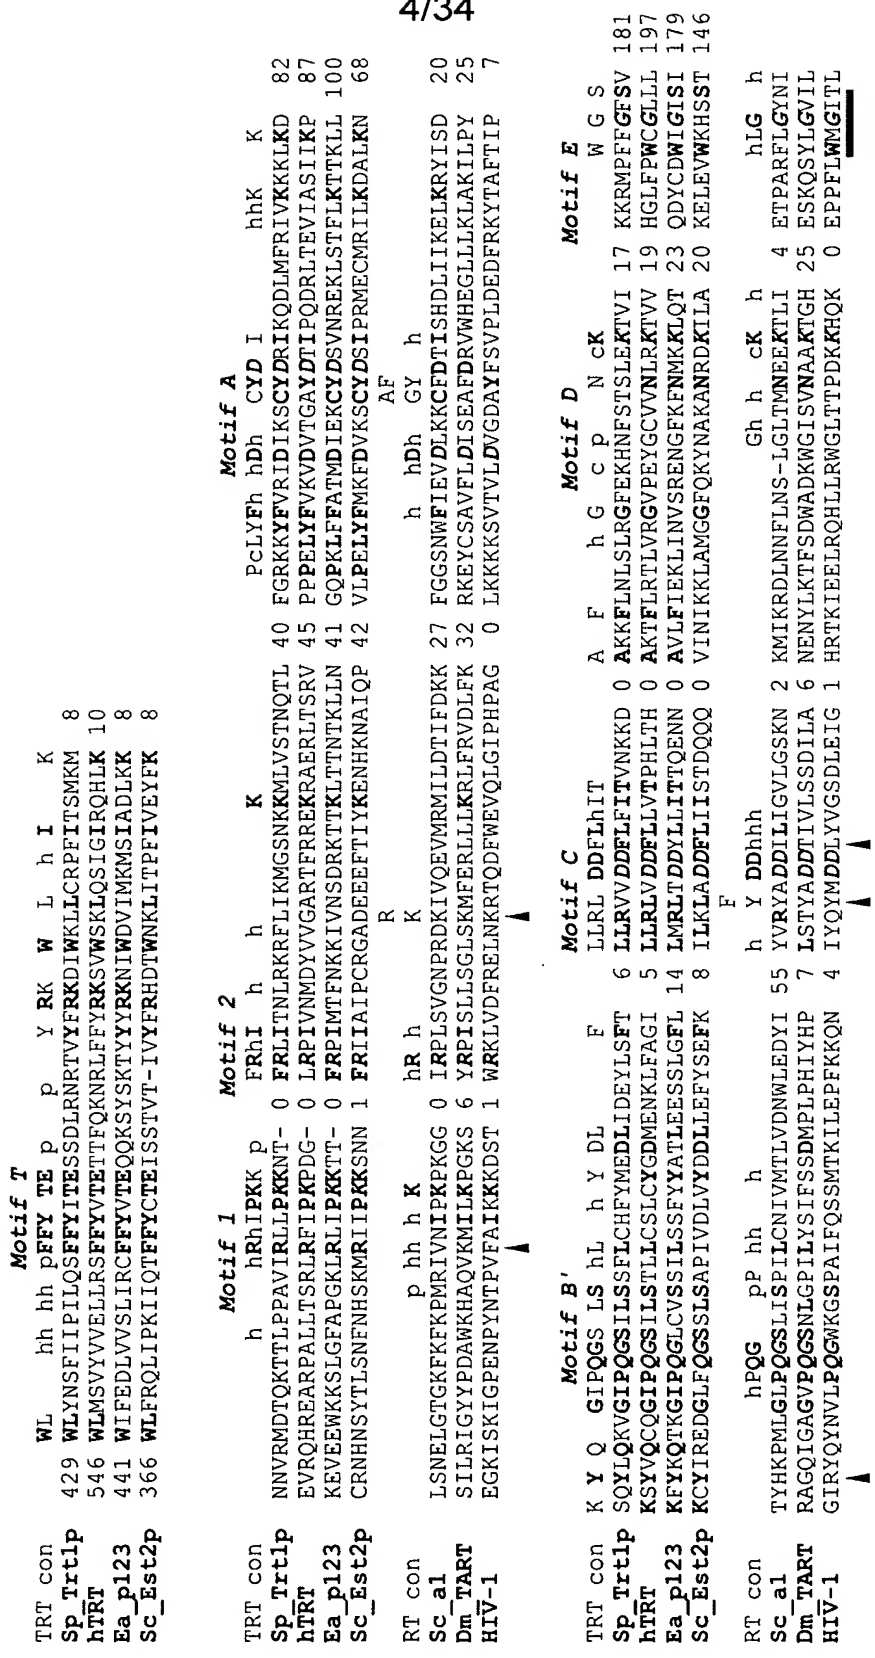 4/34
Motif T
TRT con WL hh hh pFFY TE p p Y RK W L h I K
Sp_Trt1p 429 WLYNSFIIPILQSFFYITESSDLRNRTVYFRKDIWKLLCRPFITSMKM 8
hTRT 546 WLMSVYVVELLRSFFYVTETTFQKNRLFFYRKSVWSKLQSIGIRQHLK 10
Ea_p123 441 WIFEDLVVSLIRCFFYVTEQQKSYSKTYYYRKNIWDVIMKMSIADLKK 8
Sc_Est2p 366 WLFRQLIPKIIQTFFYCTEISSTVT-IVYFRHDTWNKLITPFIVEYFK 8
Motif 1 Motif 2 Motif A
TRT con h hRhIPKK p FRhI h h K PcLYFh hDh CYD I hhK K
Sp_Trt1p NNVRMDTQKTTLPPAVIRLLPKKNT- 0 FRLITNLRKRFLIKMGSNKKMLVSTNQTL 40 FGRKKYFVRIDIKSCYDRIKQDLMFRIVKKKLKD 82
hTRT EVRQHREARPALLTSRLRFIPKPDG- 0 LRPIVNMDYVVGARTFRREKRAERLTSRV 45 PPPELYFVKVDVTGAYDTIPQDRLTEVIASIIKP 87
Ea_p123 KEVEEWKKSLGFAPGKLRLIPKKTT- 0 FRPIMTFNKKIVNSDRKTTKLTTNTKLLN 41 GQPKLFFATMDIEKCYDSVNREKLSTFLKTTKLL 100
Sc_Est2p CRNHNSYTLSNFNHSKMRIIPKKSNN 1 FRIIAIPCRGADEEEFTIYKENHKNAIQP 42 VLPELYFMKFDVKSCYDSIPRMECMRILKDALKN 68
R AF
RT con p hh h K hR h K h hDh GY h
Sc_a1 LSNELGTGKFKFKPMRIVNIPKPKGG 0 IRPLSVGNPRDKIVQEVMRMILDTIFDKK 27 FGGSNWFIEVDLKKCFDTISHDLIIKELKRYISD 20
Dm_TART SILRIGYYPDAWKHAQVKMILKPGKS 6 YRPISLLSGLSKMFERLLLKRLFRVDLFK 32 RKEYCSAVFLDISEAFDRVWHEGLLLKLAKILPY 25
HIV-1 EGKISKIGPENPYNTPVFAIKKKDST 1 WRKLVDFRELNKRTQDFWEVQLGIPHPAG 0 LKKKKSVTVLDVGDAYFSVPLDEDFRKYTAFTIP 7
Motif B' Motif C Motif D Motif E
TRT con K Y Q GIPQGS LS hL h Y DL F LLRL DDFLhIT A F h G c p N cK W G S
Sp_Trt1p SQYLQKVGIPQGSILSSFLCHFYMEDLIDEYLSFT 6 LLRVVDDFLFITVNKKD 0 AKKFLNLSLRGFEKHNFSTSLEKTVI 17 KKRMPFFGFSV 181
hTRT KSYVQCQGIPQGSILSTLLCSLCYGDMENKLFAGI 5 LLRLVDDFLLVTPHLTH 0 AKTFLRTLVRGVPEYGCVVNLRKTVV 19 HGLFPWCGLLL 197
Ea_p123 KFYKQTKGIPQGLCVSSILSSFYYATLEESSLGFL 14 LMRLTDDYLLITTQENN 0 AVLFIEKLINVSRENGFKFNMKKLQT 23 QDYCDWIGISI 179
Sc_Est2p KCYIREDGLFQGSSLSAPIVDLVYDDLLEFYSEFK 8 ILKLADDFLIISTDQQQ 0 VINIKKLAMGGFQKYNAKANRDKILA 20 KELEVWKHSST 146
F
RT con hPQG pP hh h h Y DDhhh Gh h cK h hLG h
Sc_a1 TYHKPMLGLPQGSLISPILCNIVMTLVDNWLEDYI 55 YVRYADDILIGVLGSKN 2 KMIKRDLNNFLNS-LGLTMNEEKTLI 4 ETPARFLGYNI
Dm_TART RAGQIGAGVPQGSNLGPILYSIFSSDMPLPHIYHP 7 LSTYADDTIVLSSDILA 6 NENYLKTFSDWADKWGISVNAAKTGH 25 ESKQSYLGVIL
HIV-1 GIRYQYNVLPQGWKGSPAIFQSSMTKILEPFKKQN 4 IYQYMDDLYVGSDLEIG 1 HRTKIEELRQHLLRWGLTTPDKKHQK 0 EPPFLWMGITL